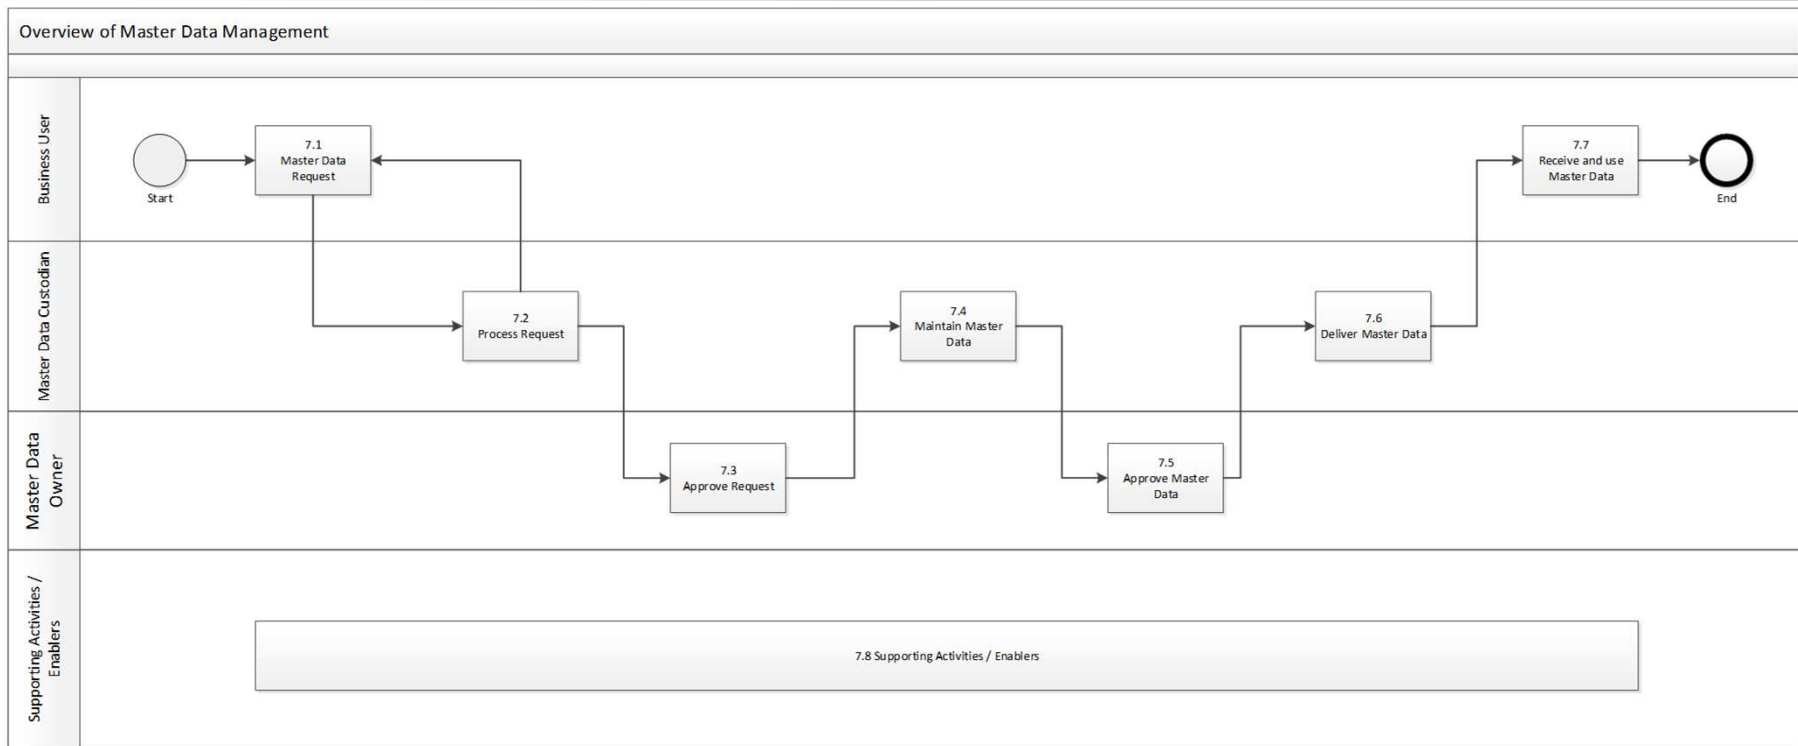 Overview of Master Data Management
Business User
Start
7.1
Master Data
Request
7.7
Receive and use
Master Data
End
Master Data Custodian
7.2
Process Request
7.4
Maintain Master
Data
7.6
Deliver Master Data
Master Data
Owner
7.3
Approve Request
7.5
Approve Master
Data
Supporting Activities /
Enablers
7.8 Supporting Activities / Enablers